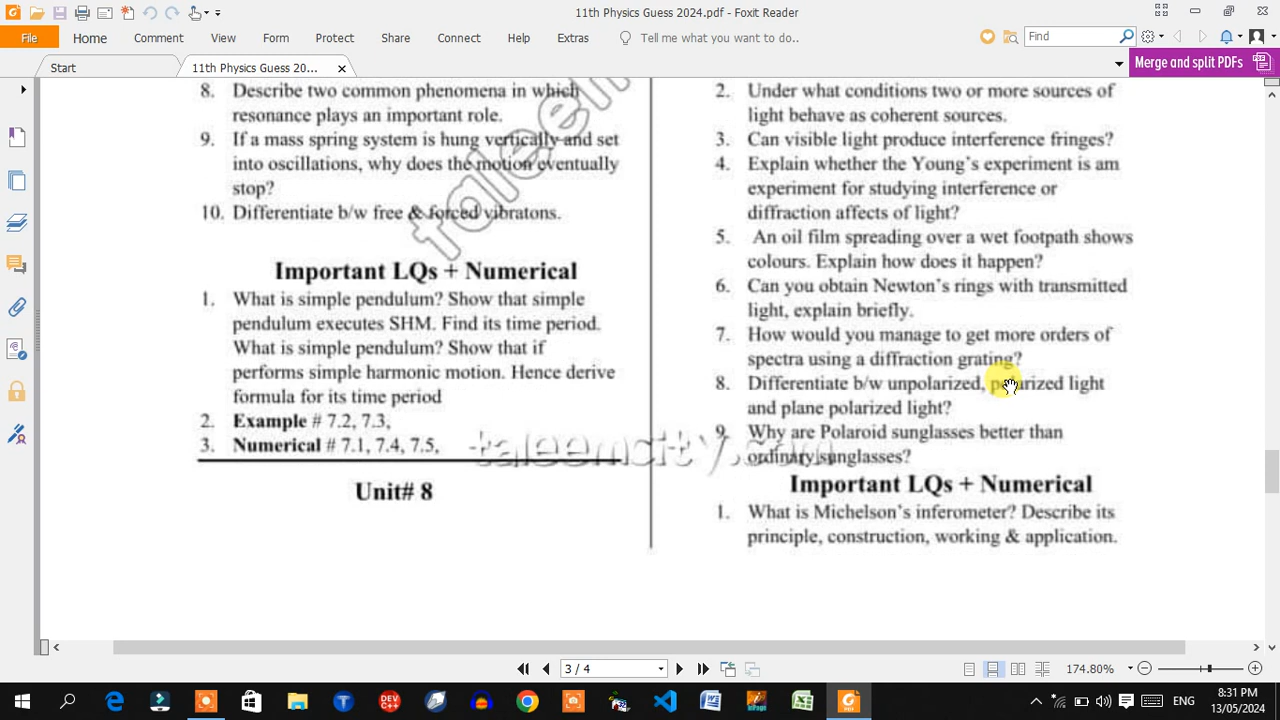 11th Physics Guess 2024.pdf - Foxit Reader
File Home Comment View Form Protect Share Connect Help Extras Tell me what you want to do.. Find
Start 11th Physics Guess 20... Merge and split PDFs
8. Describe two common phenomena in which
resonance plays an important role.
9. If a mass spring system is hung vertically and set
into oscillations, why does the motion eventually
stop?
10. Differentiate b/w free & forced vibratons.
Important LQs + Numerical
1. What is simple pendulum? Show that simple
pendulum executes SHM. Find its time period.
What is simple pendulum? Show that if
performs simple harmonic motion. Hence derive
formula for its time period
2. Example # 7.2, 7.3,
3. Numerical # 7.1, 7.4, 7.5,
Unit# 8
2. Under what conditions two or more sources of
light behave as coherent sources.
3. Can visible light produce interference fringes?
4. Explain whether the Young's experiment is am
experiment for studying interference or
diffraction affects of light?
5. An oil film spreading over a wet footpath shows
colours. Explain how does it happen?
6. Can you obtain Newton's rings with transmitted
light, explain briefly.
7. How would you manage to get more orders of
spectra using a diffraction grating?
8. Differentiate b/w unpolarized, polarized light
and plane polarized light?
9. Why are Polaroid sunglasses better than
ordinary sunglasses?
Important LQs + Numerical
1. What is Michelson's inferometer? Describe its
principle, construction, working & application.
taleem
taleemcity.com
3 / 4 174.80%
ENG 8:31 PM
13/05/2024